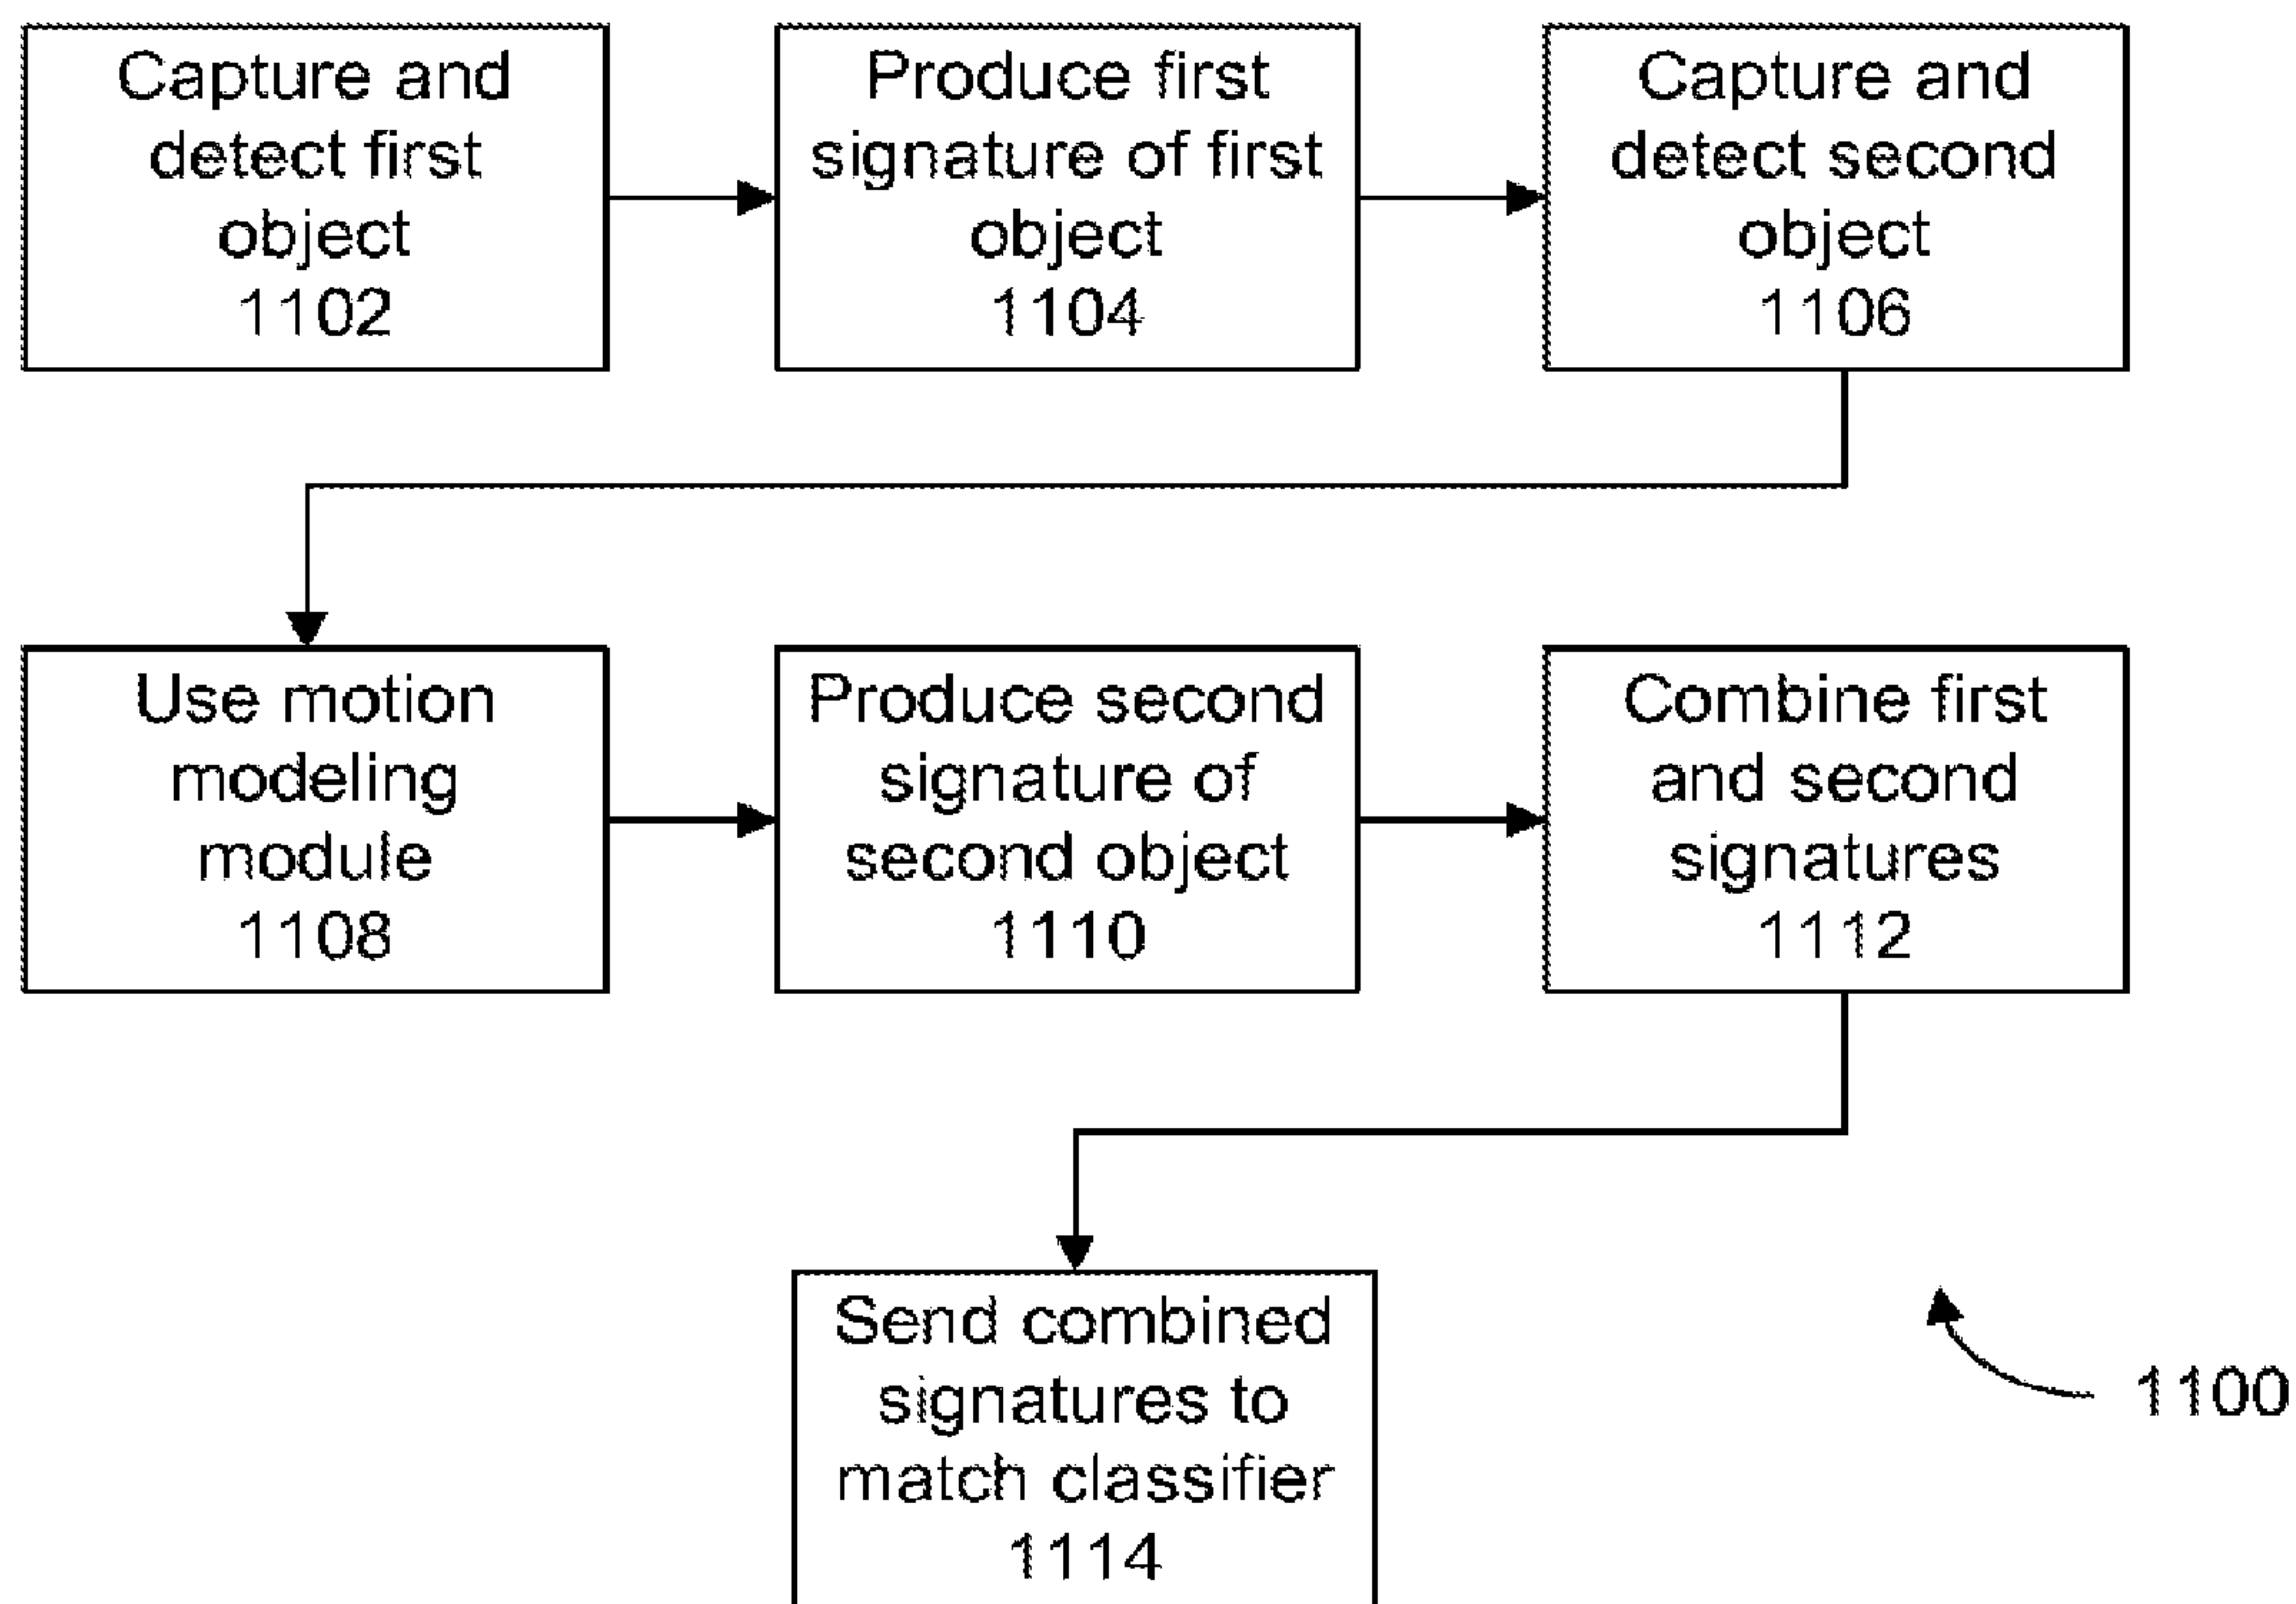 Capture and
detect first
object
1102
Produce first
signature of first
object
1104
Capture and
detect second
object
1106
Use motion
modeling
module
1108
Produce second
signature of
second object
1110
Combine first
and second
signatures
1112
Send combined
signatures to
match classifier
1114
1100